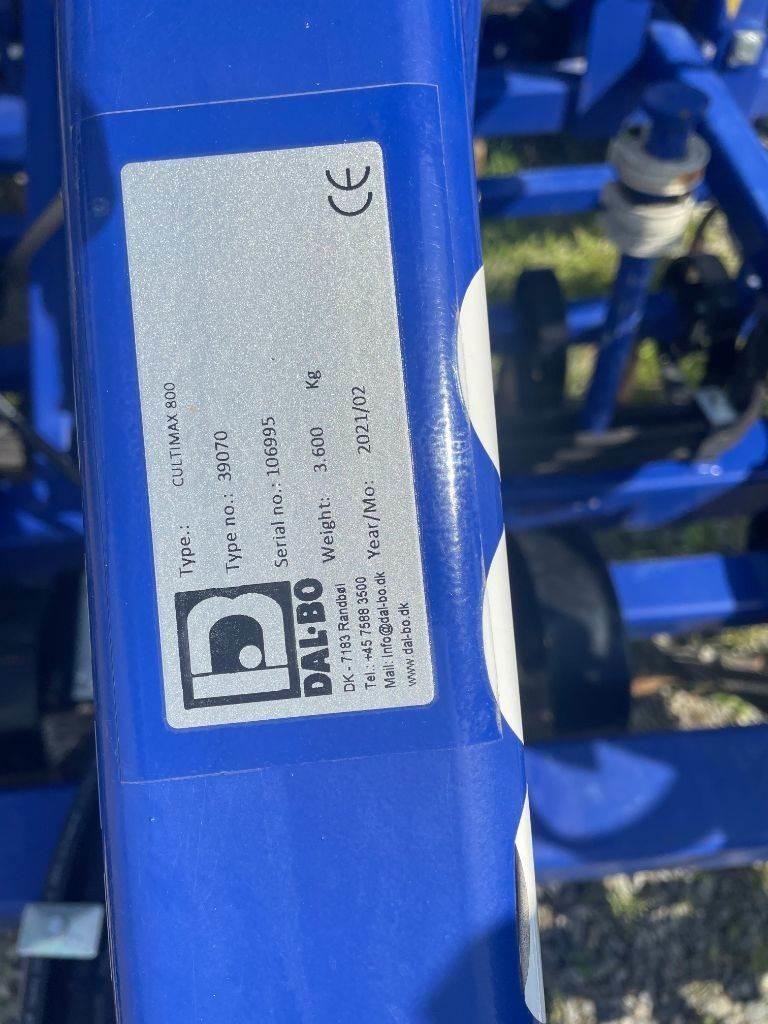 CE
Type.: CULTIMAX 800
Type no.: 39070
Serial no.: 106995
Weight: 3.600 Kg
Year/Mo: 2021/02
DAL-BO
DK - 7183 Randbøl
Tel.: +45 7588 3500
Mail: Info@dal-bo.dk
www.dal-bo.dk